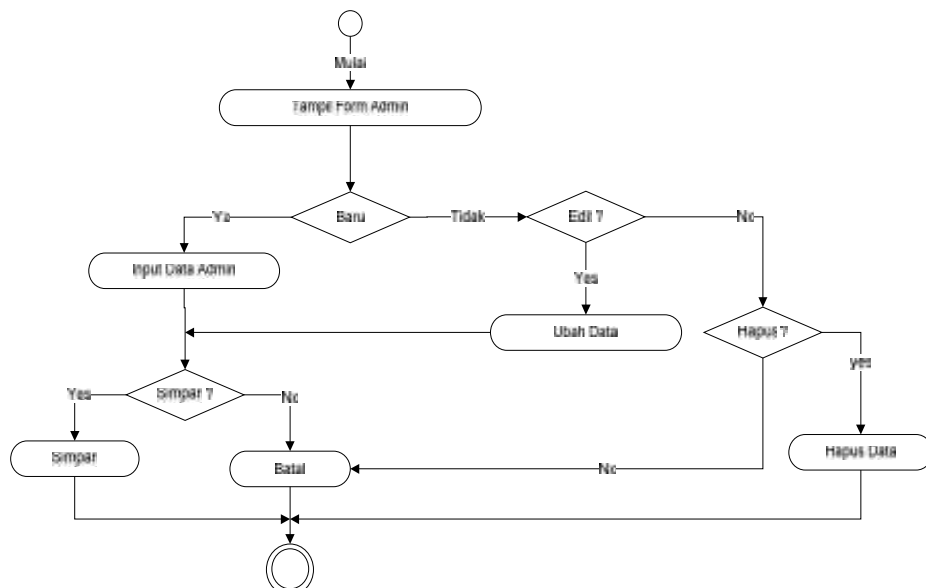 Mulai
Tampil Form Admin
Ya
Baru
Tidak
Edit ?
No
Input Data Admin
Yes
Ubah Data
Hapus ?
yes
Yes
Simpan ?
No
Simpan
Batal
No
Hapus Data